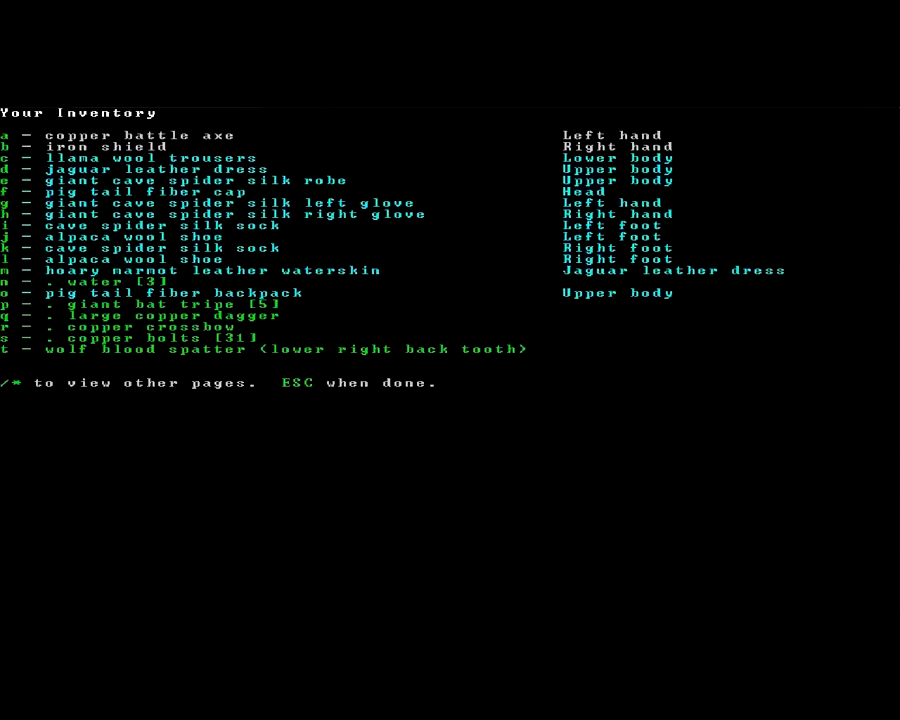 Your Inventory
a - copper battle axe Left hand
b - iron shield Right hand
c - llama wool trousers Lower body
d - jaguar leather dress Upper body
e - giant cave spider silk robe Upper body
f - pig tail fiber cap Head
g - giant cave spider silk left glove Left hand
h - giant cave spider silk right glove Right hand
i - cave spider silk sock Left foot
j - alpaca wool shoe Left foot
k - cave spider silk sock Right foot
l - alpaca wool shoe Right foot
m - hoary marmot leather waterskin Jaguar leather dress
n - . water [3]
o - pig tail fiber backpack Upper body
p - . giant bat tripe [5]
q - . large copper dagger
r - . copper crossbow
s - . copper bolts [31]
t - wolf blood spatter (lower right back tooth)
/* to view other pages. ESC when done.